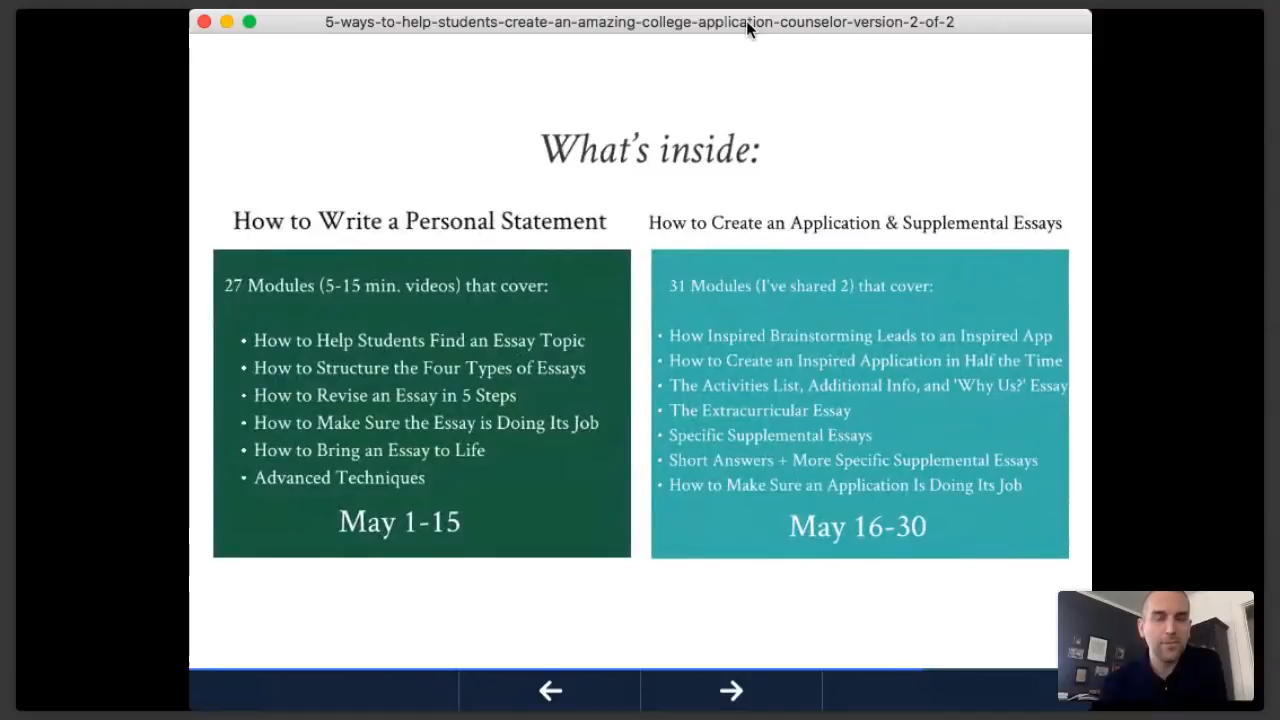 5-ways-to-help-students-create-an-amazing-college-application-counselor-version-2-of-2
What's inside:
How to Write a Personal Statement
27 Modules (5-15 min. videos) that cover:
• How to Help Students Find an Essay Topic
• How to Structure the Four Types of Essays
• How to Revise an Essay in 5 Steps
• How to Make Sure the Essay is Doing Its Job
• How to Bring an Essay to Life
• Advanced Techniques
May 1-15
How to Create an Application & Supplemental Essays
31 Modules (I've shared 2) that cover:
• How Inspired Brainstorming Leads to an Inspired App
• How to Create an Inspired Application in Half the Time
• The Activities List, Additional Info, and 'Why Us?' Essay
• The Extracurricular Essay
• Specific Supplemental Essays
• Short Answers + More Specific Supplemental Essays
• How to Make Sure an Application Is Doing Its Job
May 16-30